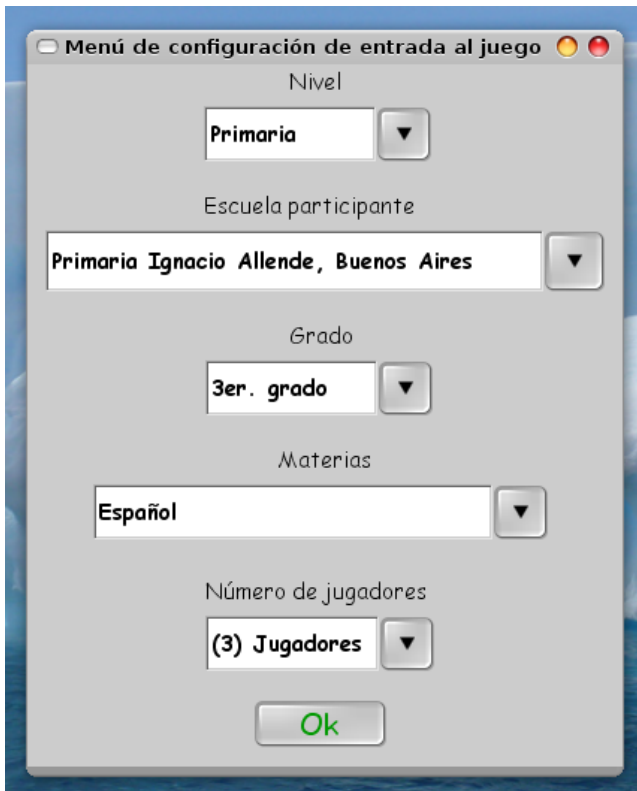 Menú de configuración de entrada al juego
Nivel
Primaria
Escuela participante
Primaria Ignacio Allende, Buenos Aires
Grado
3er. grado
Materias
Español
Número de jugadores
(3) Jugadores
Ok